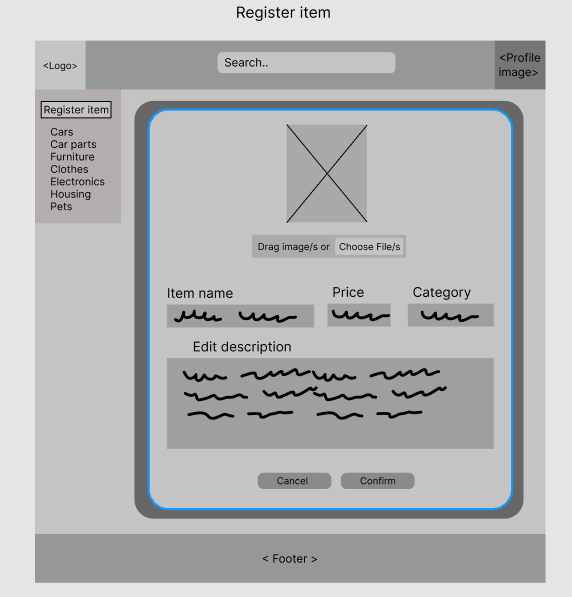 Register item
<Logo>
Search..
<Profile
image>
Register item
Cars
Car parts
Furniture
Clothes
Electronics
Housing
Pets
Drag image/s or Choose File/s
Item name
Price
Category
Edit description
Cancel
Confirm
< Footer >